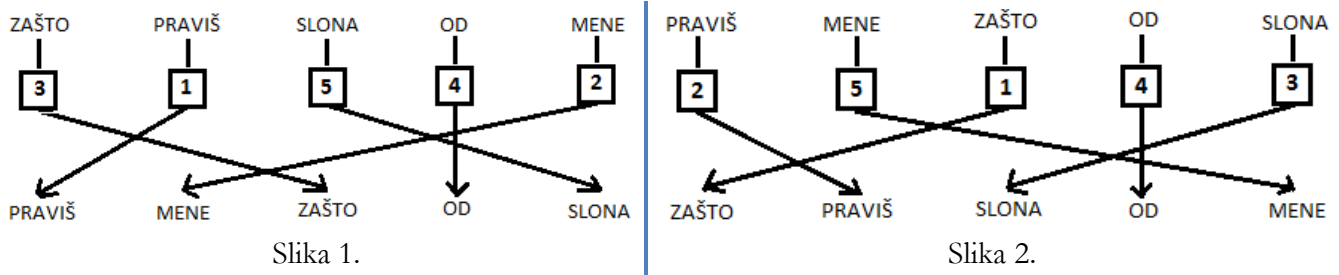 ZAŠTO PRAVIŠ SLONA OD MENE
3 1 5 4 2
PRAVIŠ MENE ZAŠTO OD SLONA
Slika 1.
PRAVIŠ MENE ZAŠTO OD SLONA
2 5 1 4 3
ZAŠTO PRAVIŠ SLONA OD MENE
Slika 2.